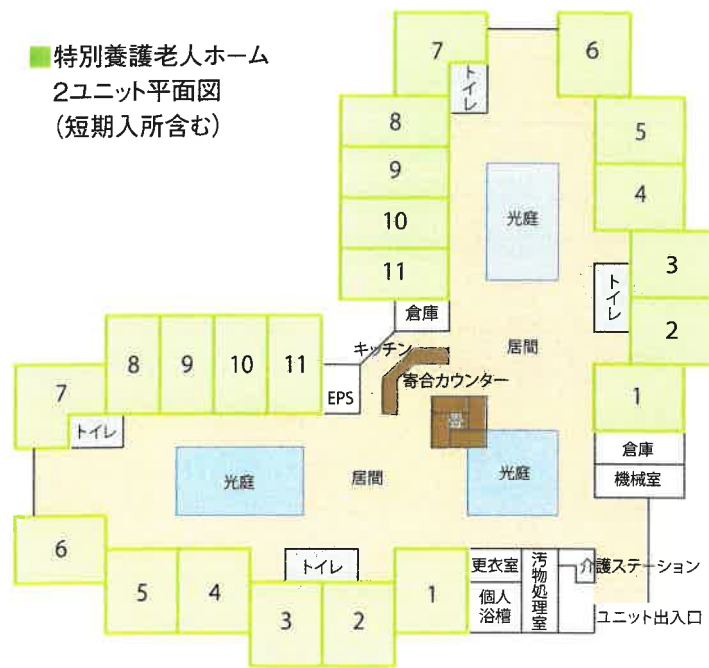 特別養護老人ホーム
2ユニット平面図
(短期入所含む)
7
6
トイレ
8
5
9
4
光庭
10
3
11
トイレ
倉庫
2
キッチン
居間
8
9
10
11
寄合カウンター
1
7
EPS
トイレ
倉庫
機械室
光庭
居間
光庭
6
5
4
トイレ
1
更衣室
汚物処理室
介護ステーション
3
2
個人
浴槽
ユニット出入口